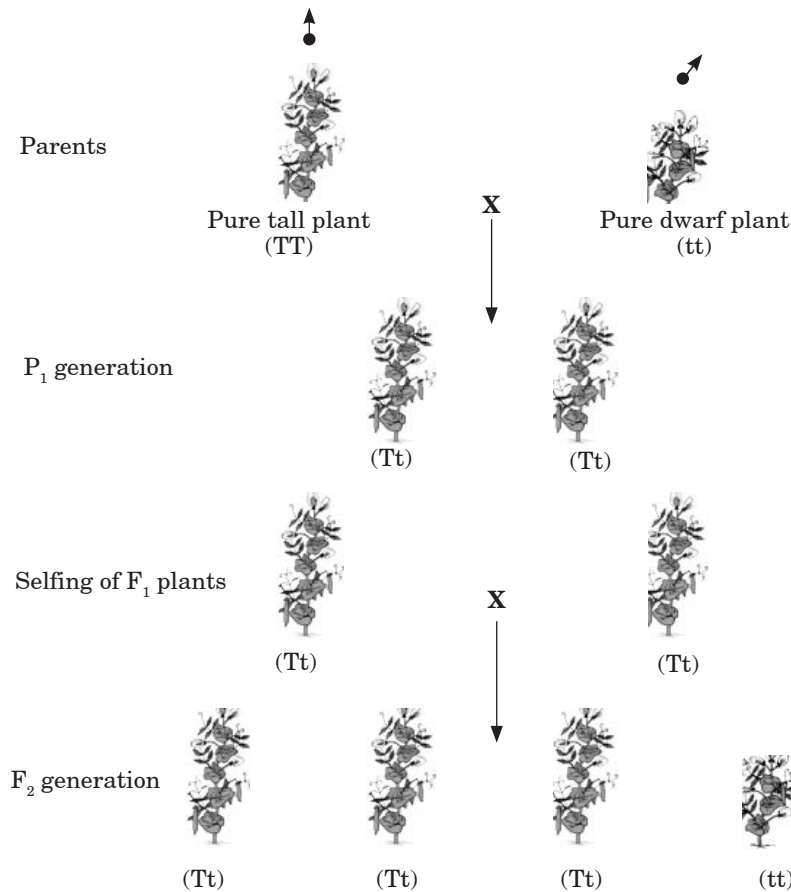 Parents
X
Pure tall plant
(TT)
Pure dwarf plant
(tt)
P₁ generation
(Tt)
(Tt)
Selfing of F₁ plants
X
(Tt)
(Tt)
F₂ generation
(Tt)
(Tt)
(Tt)
(tt)